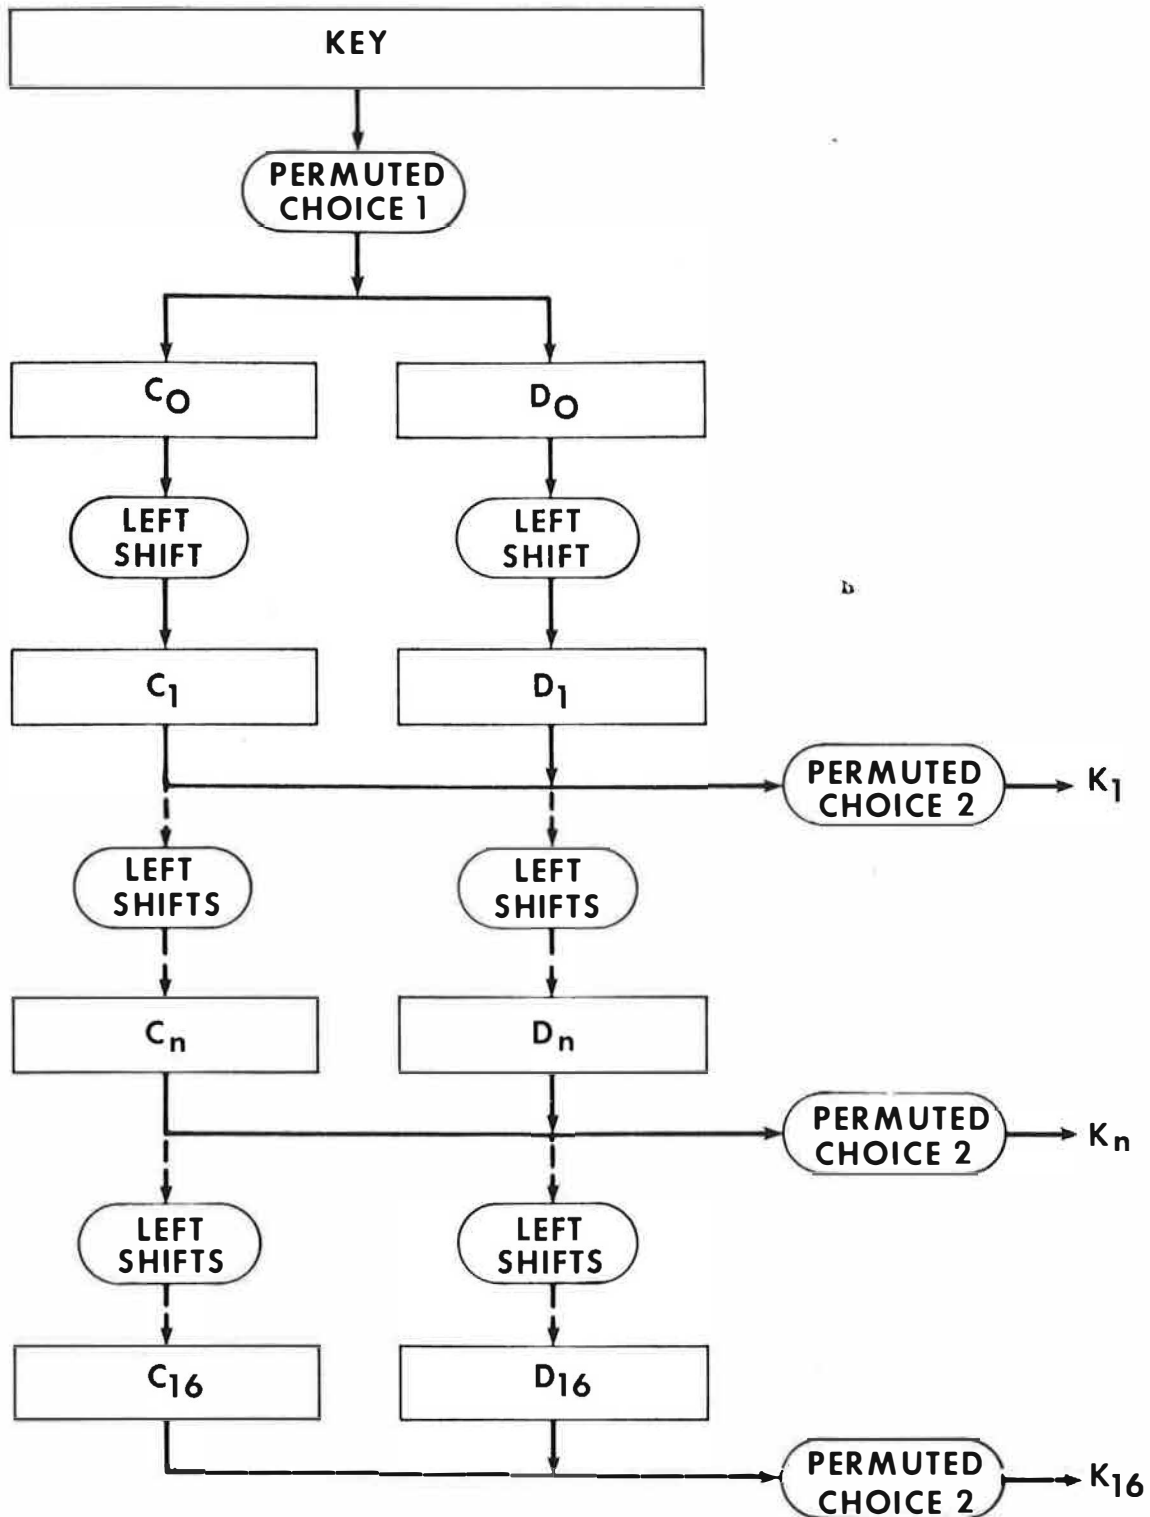 KEY
PERMUTED
CHOICE 1
C0
D0
LEFT
SHIFT
LEFT
SHIFT
C1
D1
PERMUTED
CHOICE 2
K1
LEFT
SHIFTS
LEFT
SHIFTS
Cn
Dn
PERMUTED
CHOICE 2
Kn
LEFT
SHIFTS
LEFT
SHIFTS
C16
D16
PERMUTED
CHOICE 2
K16